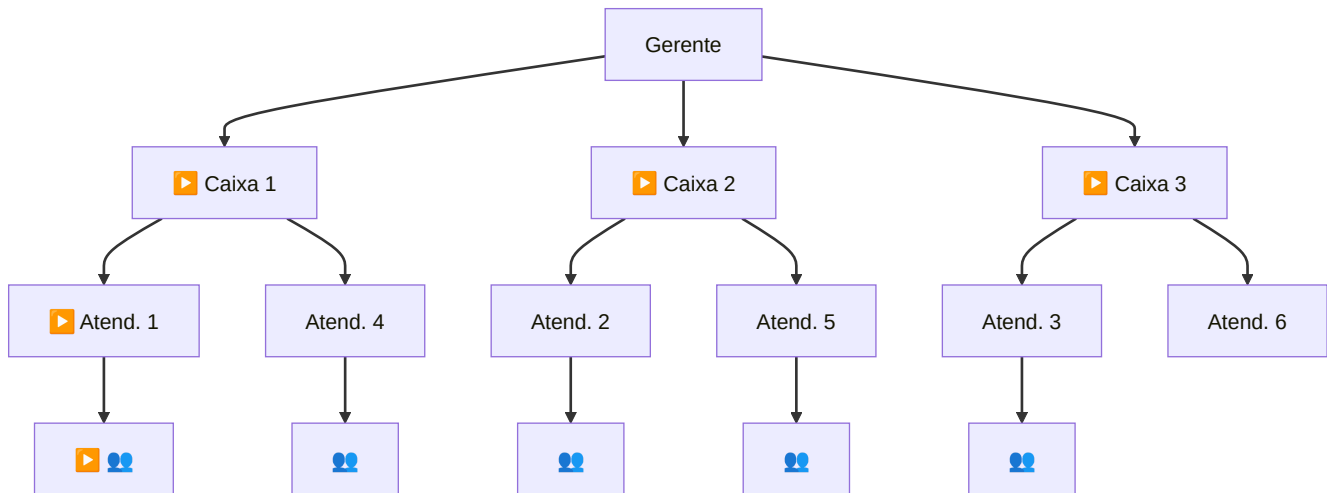 Gerente
▶️ Caixa 1
▶️ Caixa 2
▶️ Caixa 3
▶️ Atend. 1
Atend. 4
Atend. 2
Atend. 5
Atend. 3
Atend. 6
▶️ 👥
👥
👥
👥
👥